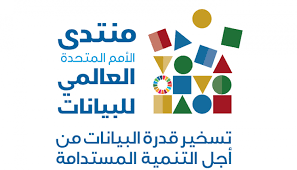 منتدى
الأمم المتحدة
العالمي
للبيانات
تسخير قدرة البيانات من
أجل التنمية المستدامة